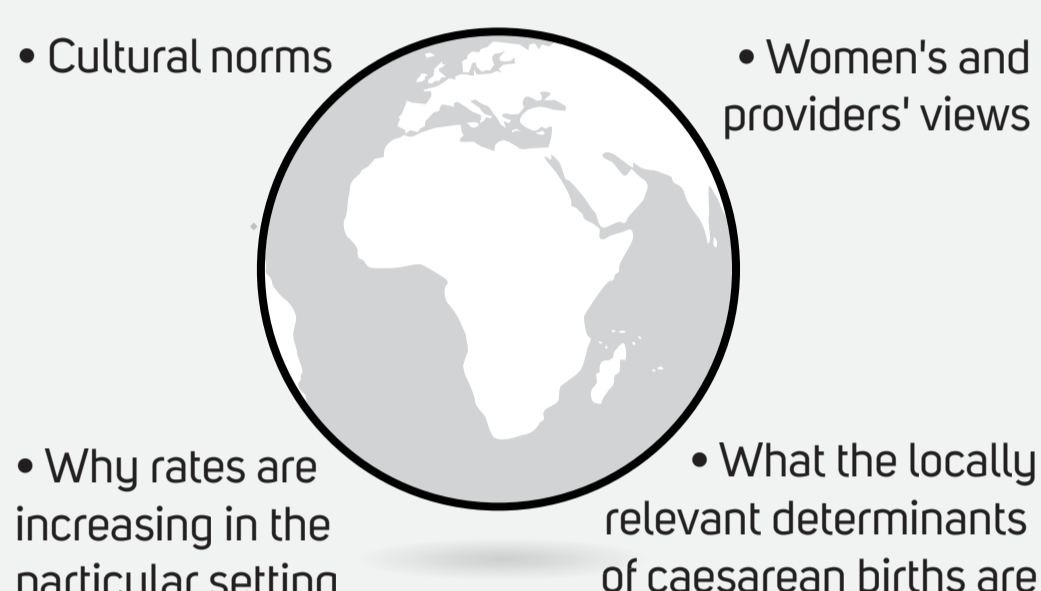 • Cultural norms
• Women's and
providers' views
• Why rates are
increasing in the
particular setting
• What the locally
relevant determinants
of caesarean births are